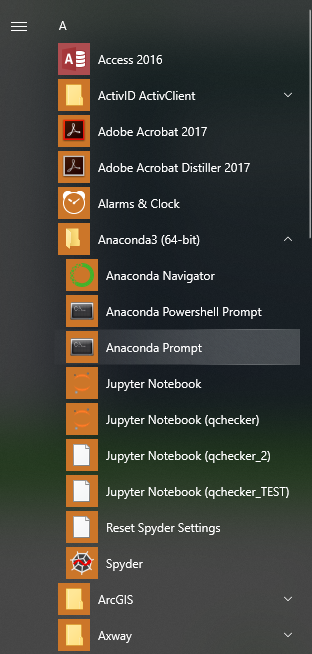 A
Access 2016
ActivID ActivClient
Adobe Acrobat 2017
Adobe Acrobat Distiller 2017
Alarms & Clock
Anaconda3 (64-bit)
Anaconda Navigator
Anaconda Powershell Prompt
Anaconda Prompt
Jupyter Notebook
Jupyter Notebook (qchecker)
Jupyter Notebook (qchecker_2)
Jupyter Notebook (qchecker_TEST)
Reset Spyder Settings
Spyder
ArcGIS
Axway